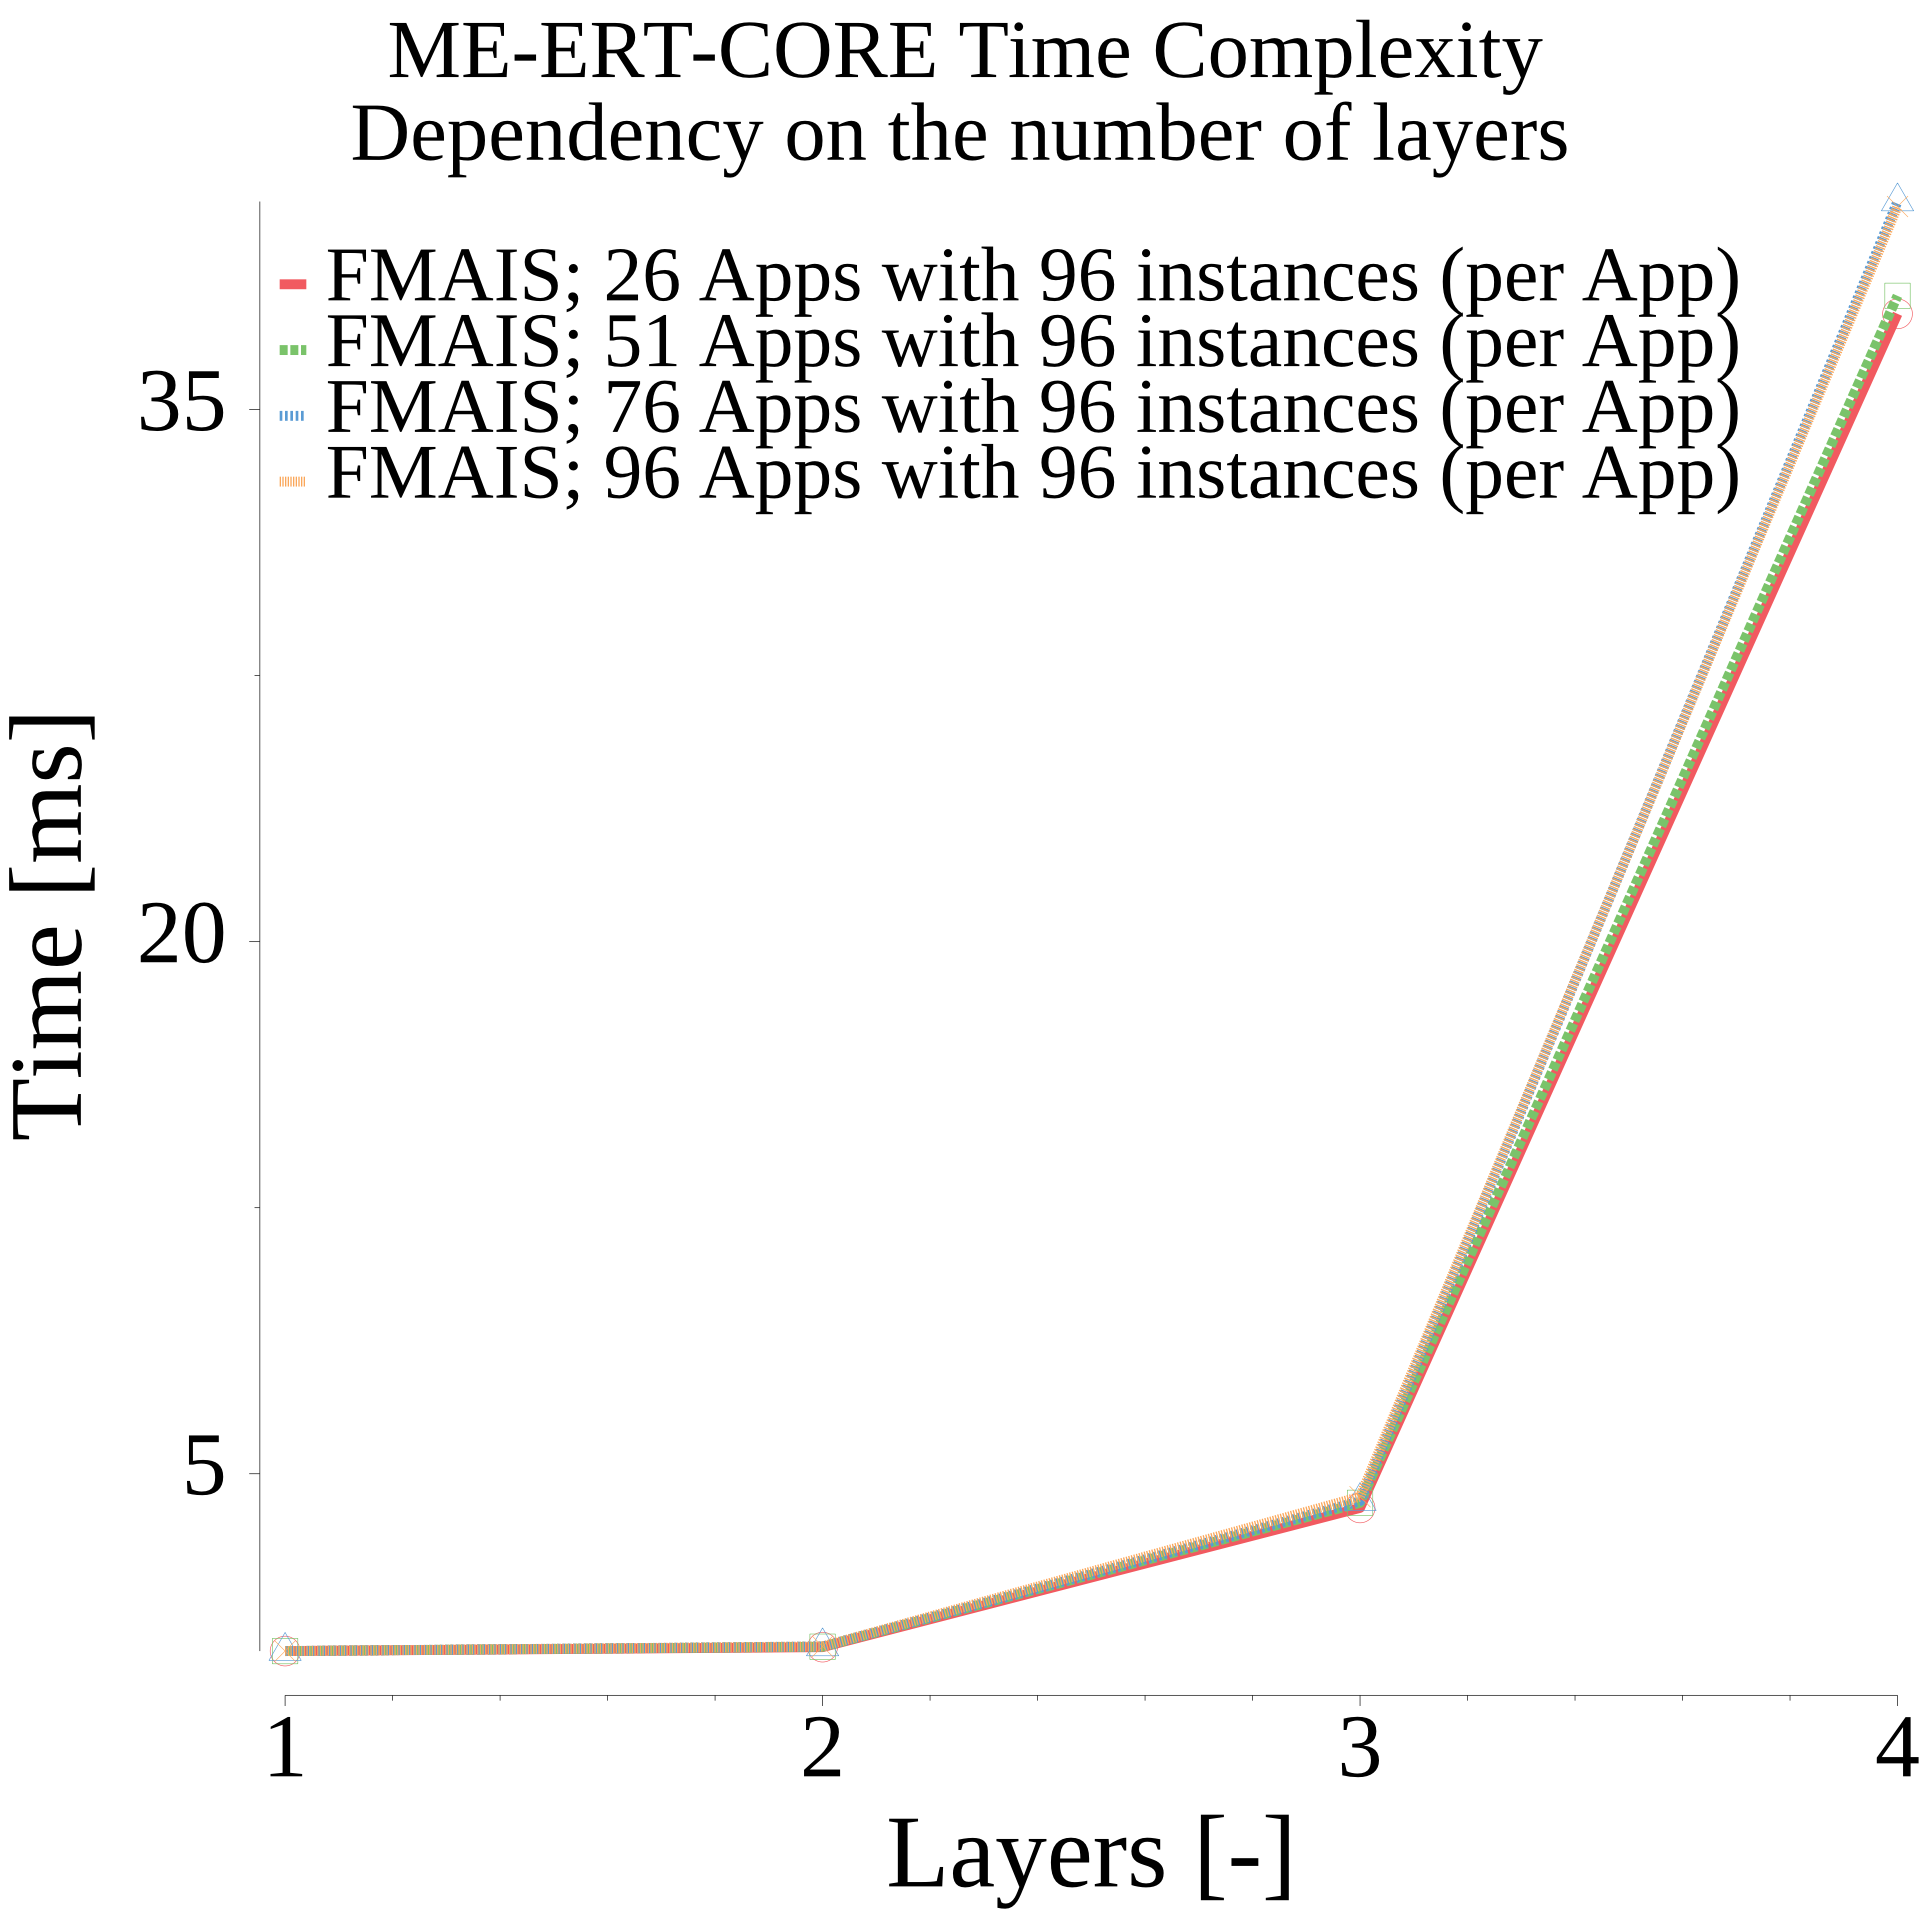 ME-ERT-CORE Time Complexity
Dependency on the number of layers
FMAIS; 26 Apps with 96 instances (per App)
FMAIS; 51 Apps with 96 instances (per App)
FMAIS; 76 Apps with 96 instances (per App)
FMAIS; 96 Apps with 96 instances (per App)
35
20
5
Time [ms]
1 2 3 4
Layers [-]